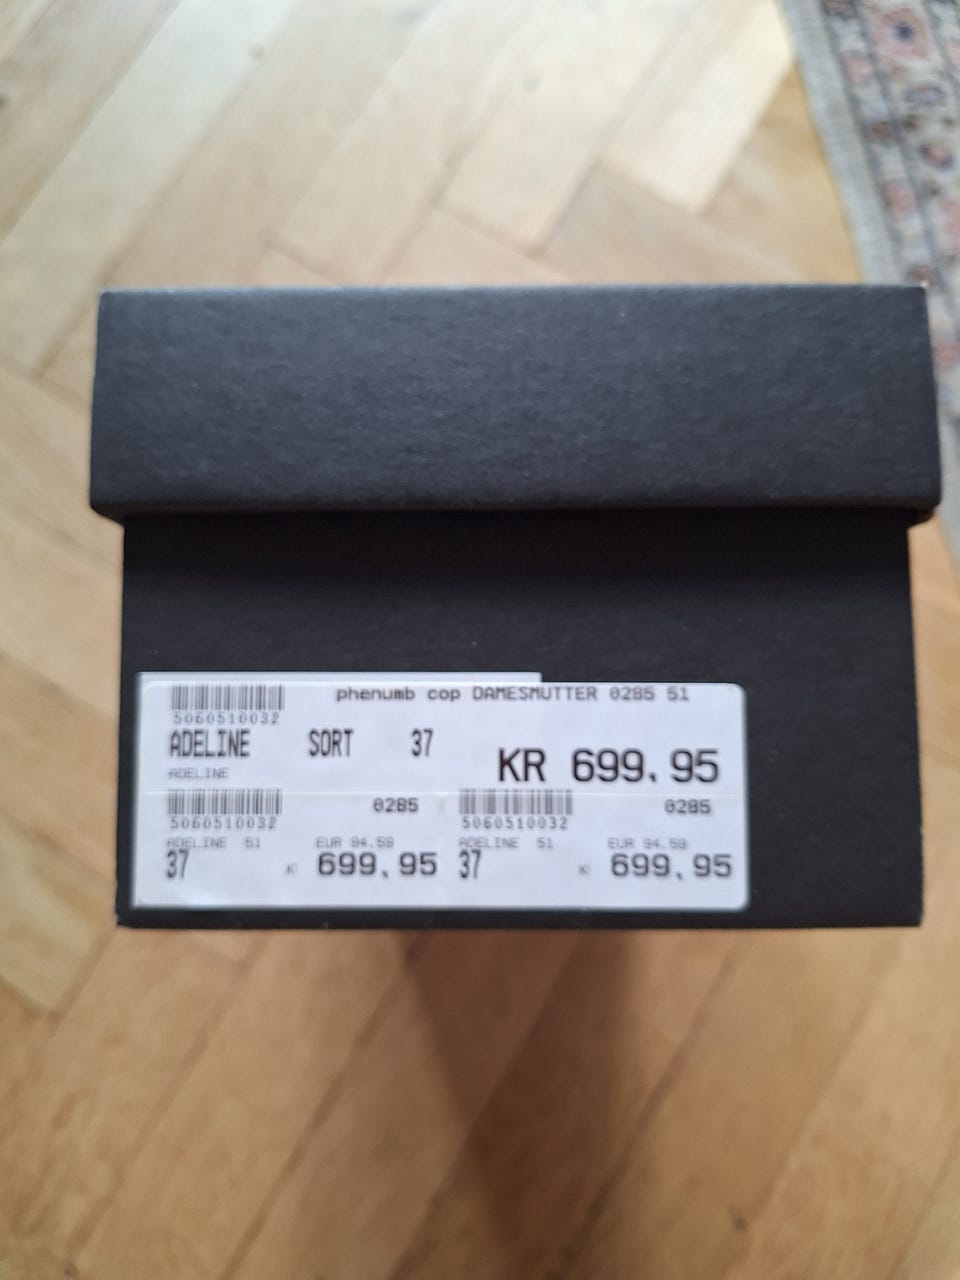 phenumb cop DAMESMUTTER 0285 51
5060510032
ADELINE SORT 37
ADELINE
KR 699,95
0285
5060510032
ADELINE 51 EUR 94.59
37 K 699,95
0285
5060510032
ADELINE 51 EUR 94.59
37 K 699,95